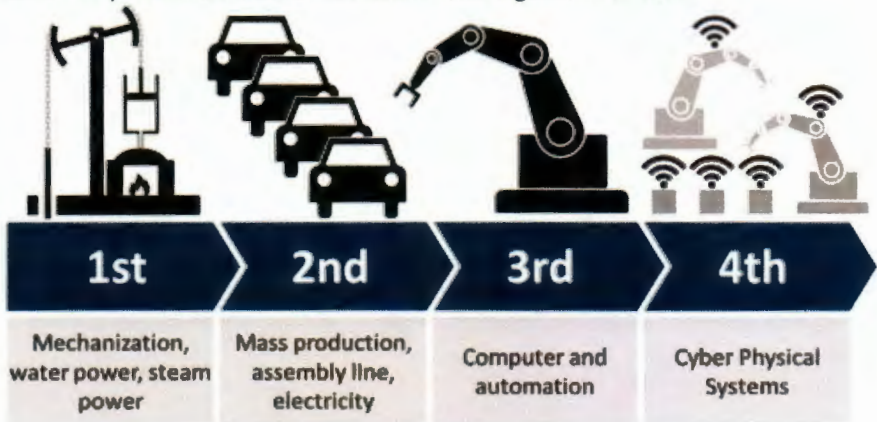 1st
2nd
3rd
4th
Mechanization,
water power, steam
power
Mass production,
assembly line,
electricity
Computer and
automation
Cyber Physical
Systems